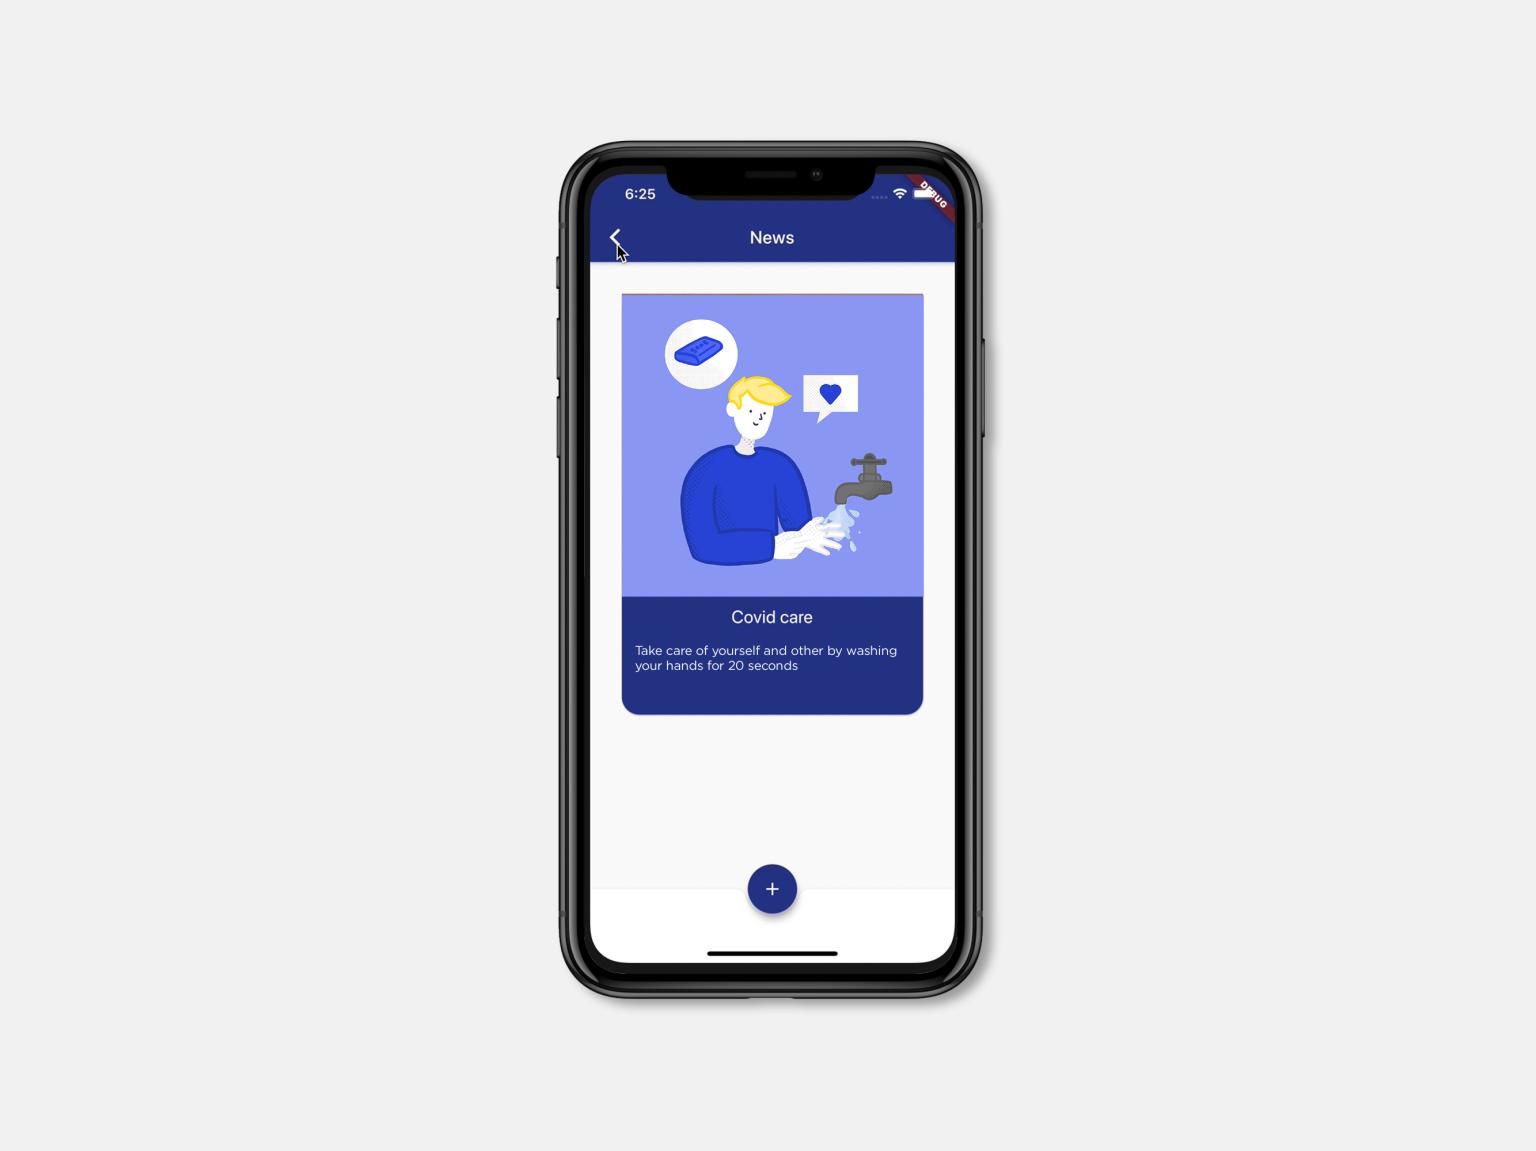 6:25
DEBUG
News
Covid care
Take care of yourself and other by washing
your hands for 20 seconds
+